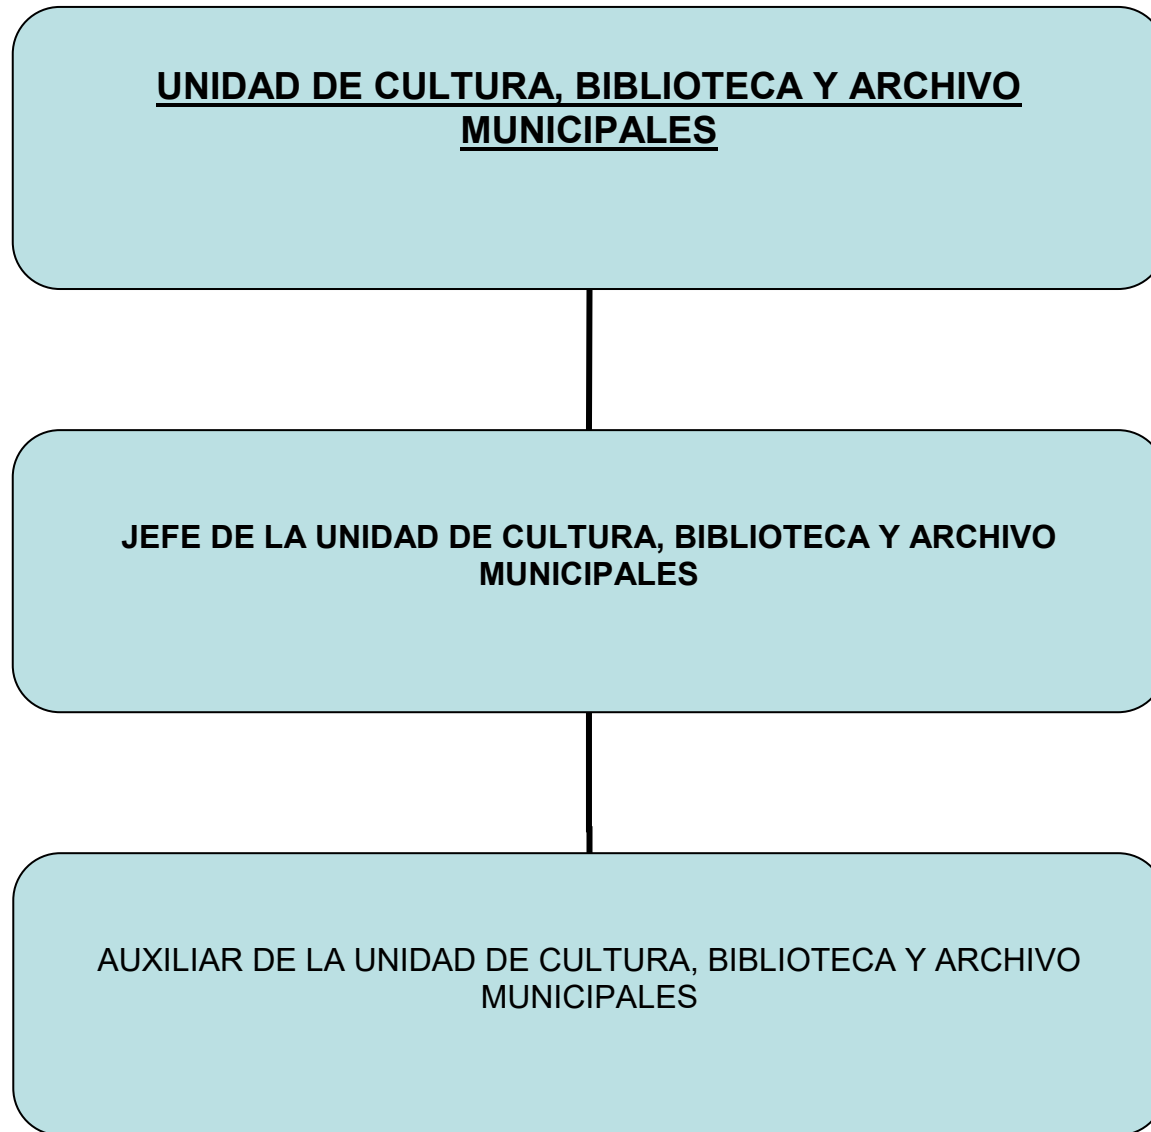 UNIDAD DE CULTURA, BIBLIOTECA Y ARCHIVO
MUNICIPALES
JEFE DE LA UNIDAD DE CULTURA, BIBLIOTECA Y ARCHIVO
MUNICIPALES
AUXILIAR DE LA UNIDAD DE CULTURA, BIBLIOTECA Y ARCHIVO
MUNICIPALES